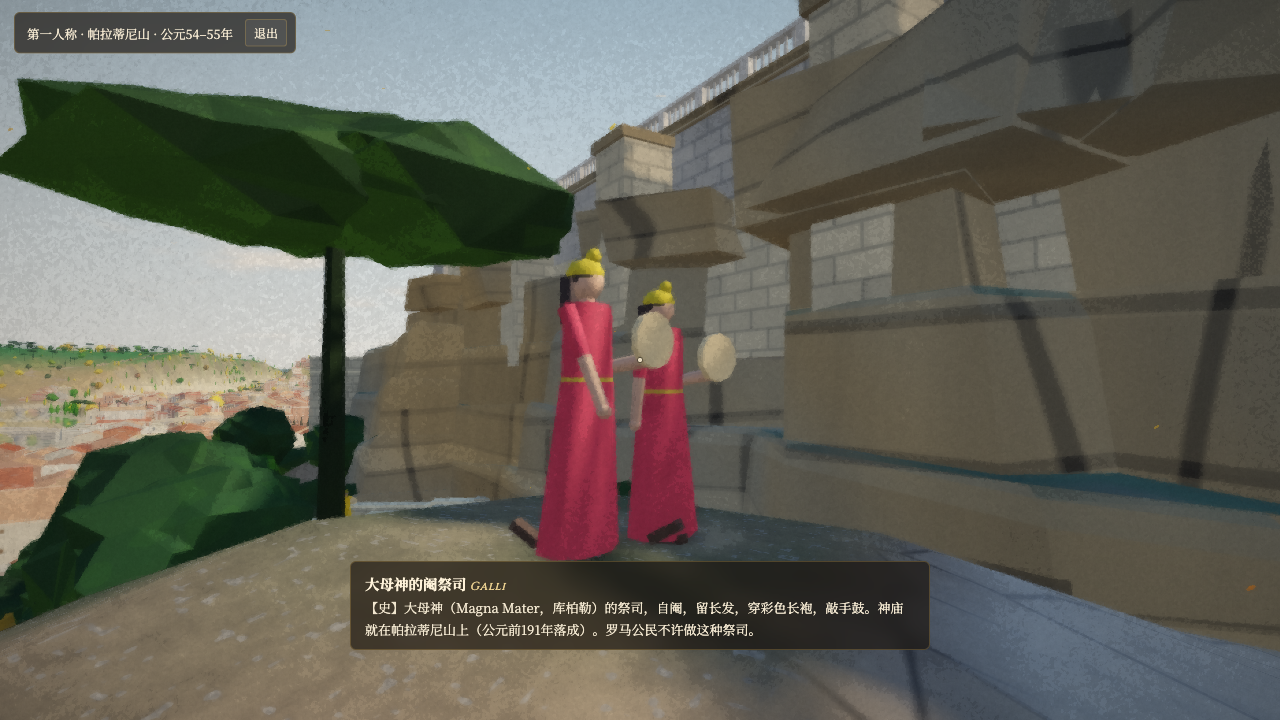 第一人称 · 帕拉蒂尼山 · 公元54–55年 退出
大母神的阉祭司 GALLI
【史】大母神（Magna Mater，库柏勒）的祭司，自阉，留长发，穿彩色长袍，敲手鼓。神庙
就在帕拉蒂尼山上（公元前191年落成）。罗马公民不许做这种祭司。